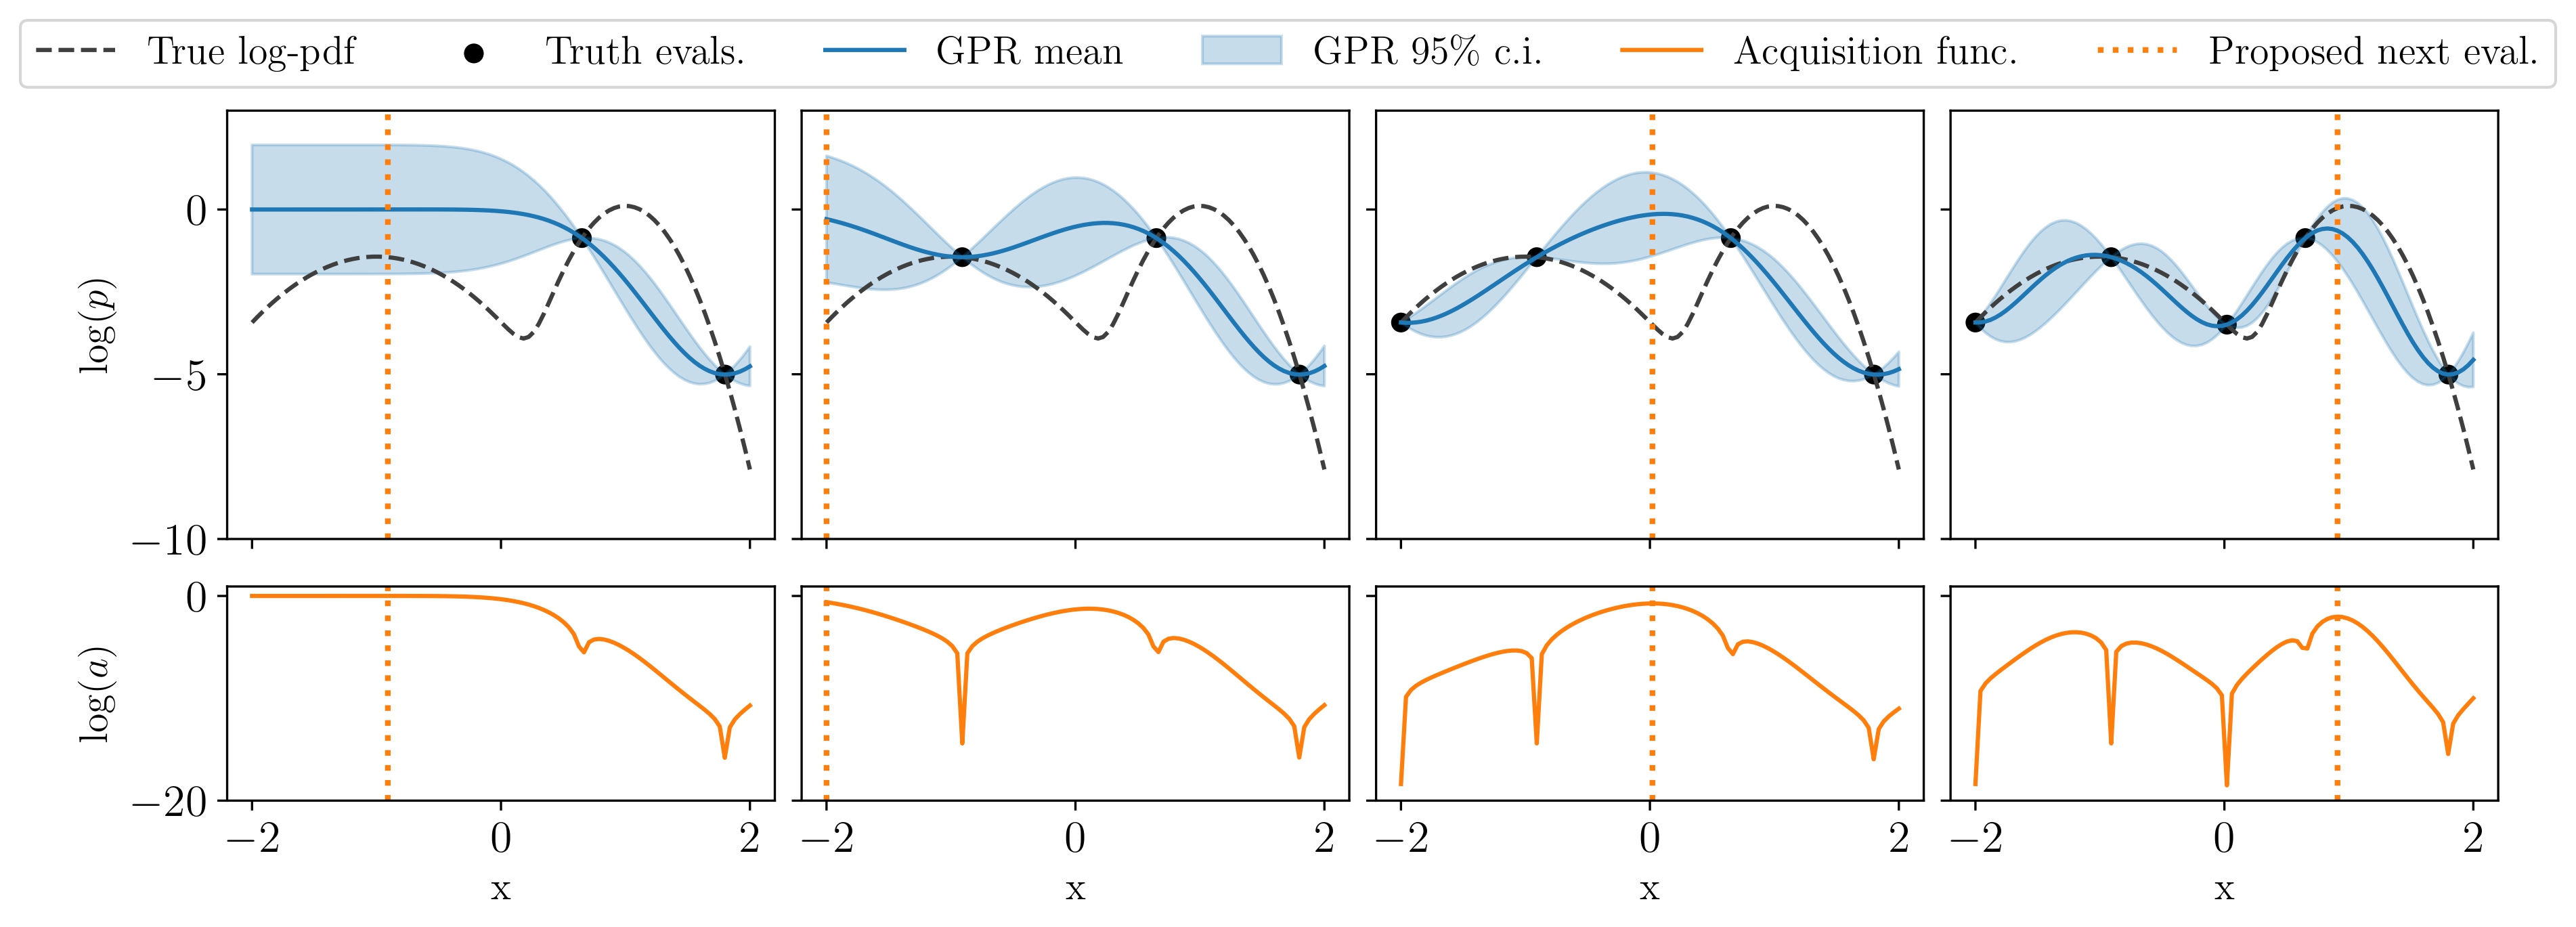 True log-pdf Truth evals. GPR mean GPR 95% c.i. Acquisition func. Proposed next eval.
0
−5
−10
log(p)
0
−20
log(a)
−2 0 2 −2 0 2 −2 0 2 −2 0 2
x x x x